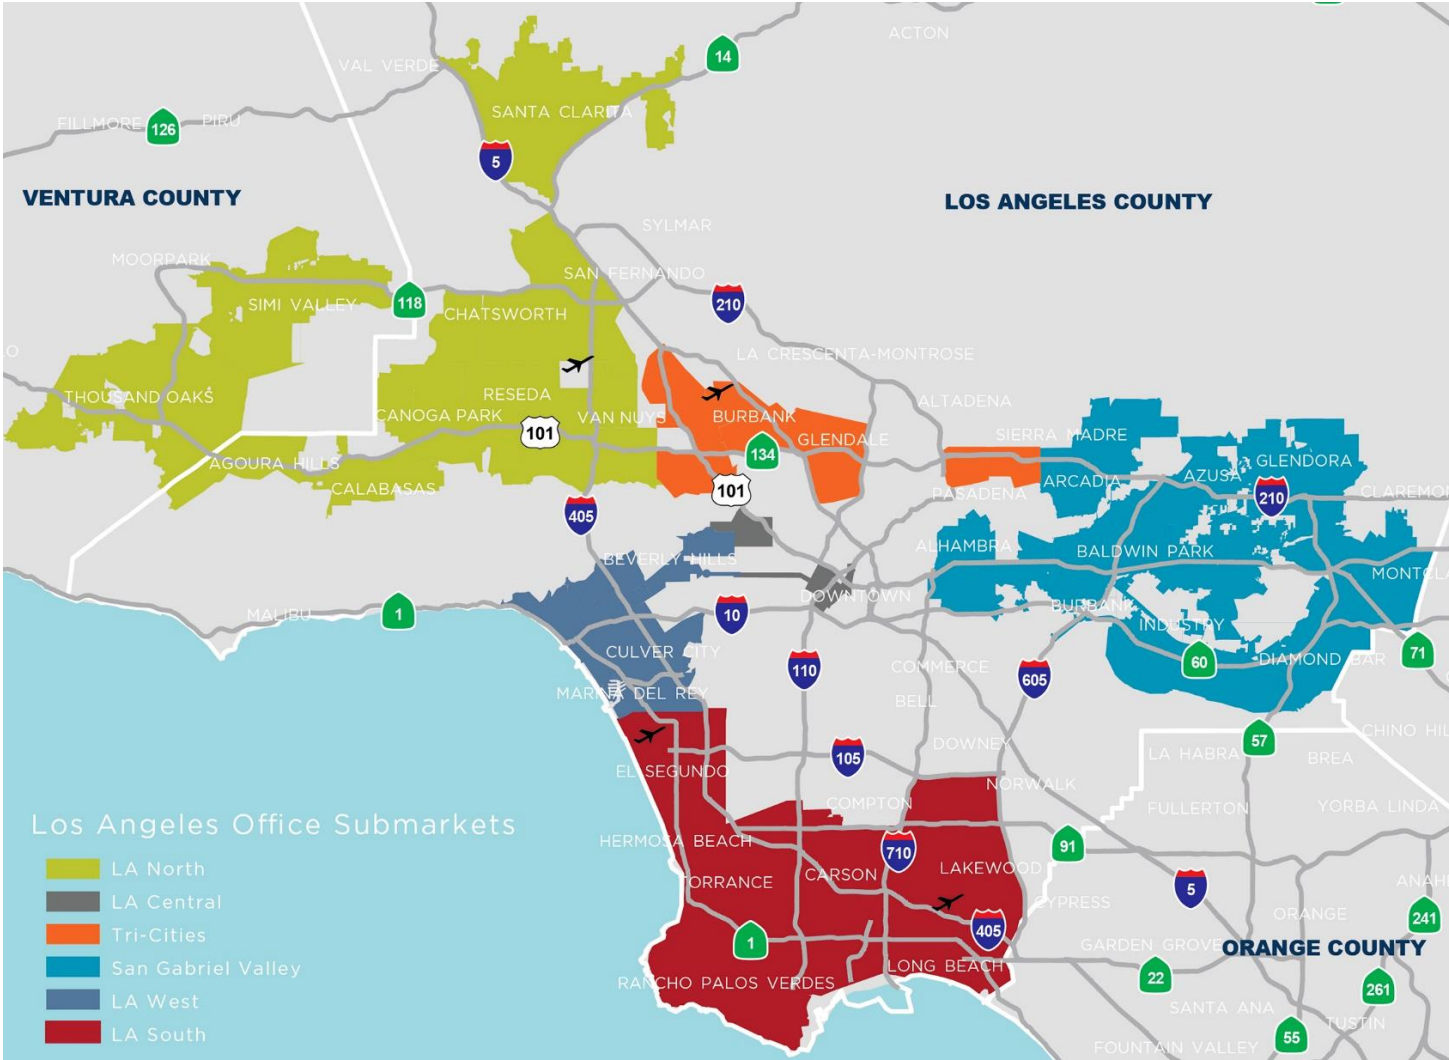 ACTON
14
VAL VERDE
SANTA CLARITA
FILLMORE
126
PIRU
5
VENTURA COUNTY
LOS ANGELES COUNTY
SYLMAR
MOORPARK
SAN FERNANDO
118
210
SIMI VALLEY
CHATSWORTH
LA CRESCENTA-MONTROSE
THOUSAND OAKS
RESEDA
ALTADENA
CANOGA PARK
VAN NUYS
BURBANK
101
134
GLENDALE
SIERRA MADRE
AGOURA HILLS
GLENDORA
CALABASAS
101
PASADENA
ARCADIA
AZUSA
210
CLAREMON
405
BEVERLY HILLS
ALHAMBRA
BALDWIN PARK
MONTCLA
MALIBU
1
10
DOWNTOWN
BURBANK
INDUSTRY
CULVER CITY
110
COMMERCE
605
60
DIAMOND BAR
71
MARINA DEL REY
BELL
105
DOWNEY
57
LA HABRA
BREA
CHINO HIL
EL SEGUNDO
NORWALK
COMPTON
FULLERTON
YORBA LINDA
HERMOSA BEACH
710
91
TORRANCE
CARSON
LAKEWOOD
5
ANAH
CYPRESS
1
405
ORANGE
241
GARDEN GROVE
ORANGE COUNTY
RANCHO PALOS VERDES
LONG BEACH
22
261
SANTA ANA
TUSTIN
55
FOUNTAIN VALLEY
Los Angeles Office Submarkets
LA North
LA Central
Tri-Cities
San Gabriel Valley
LA West
LA South